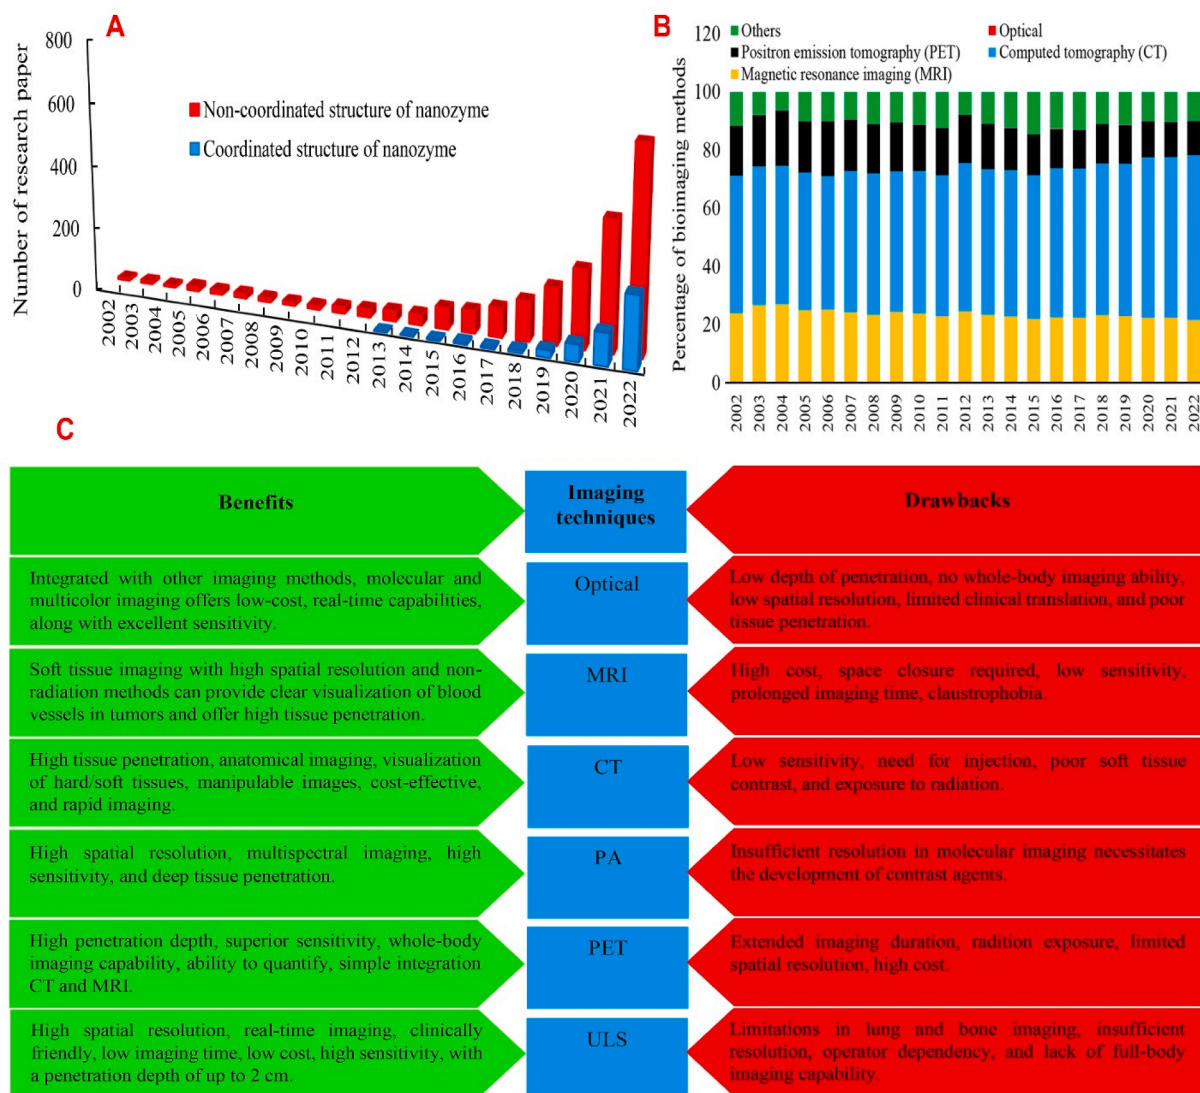 A
Number of research paper
800
600
400
200
0
Non-coordinated structure of nanozyme
Coordinated structure of nanozyme
2002
2003
2004
2005
2006
2007
2008
2009
2010
2011
2012
2013
2014
2015
2016
2017
2018
2019
2020
2021
2022
B
Percentage of bioimaging methods
120
100
80
60
40
20
0
Others
Optical
Positron emission tomography (PET)
Computed tomography (CT)
Magnetic resonance imaging (MRI)
2002
2003
2004
2005
2006
2007
2008
2009
2010
2011
2012
2013
2014
2015
2016
2017
2018
2019
2020
2021
2022
C
Benefits
Imaging
techniques
Drawbacks
Integrated with other imaging methods, molecular and
multicolor imaging offers low-cost, real-time capabilities,
along with excellent sensitivity.
Optical
Low depth of penetration, no whole-body imaging ability,
low spatial resolution, limited clinical translation, and poor
tissue penetration.
Soft tissue imaging with high spatial resolution and non-
radiation methods can provide clear visualization of blood
vessels in tumors and offer high tissue penetration.
MRI
High cost, space closure required, low sensitivity,
prolonged imaging time, claustrophobia.
High tissue penetration, anatomical imaging, visualization
of hard/soft tissues, manipulable images, cost-effective,
and rapid imaging.
CT
Low sensitivity, need for injection, poor soft tissue
contrast, and exposure to radiation.
High spatial resolution, multispectral imaging, high
sensitivity, and deep tissue penetration.
PA
Insufficient resolution in molecular imaging necessitates
the development of contrast agents.
High penetration depth, superior sensitivity, whole-body
imaging capability, ability to quantify, simple integration
CT and MRI.
PET
Extended imaging duration, radition exposure, limited
spatial resolution, high cost.
High spatial resolution, real-time imaging, clinically
friendly, low imaging time, low cost, high sensitivity, with
a penetration depth of up to 2 cm.
ULS
Limitations in lung and bone imaging, insufficient
resolution, operator dependency, and lack of full-body
imaging capability.